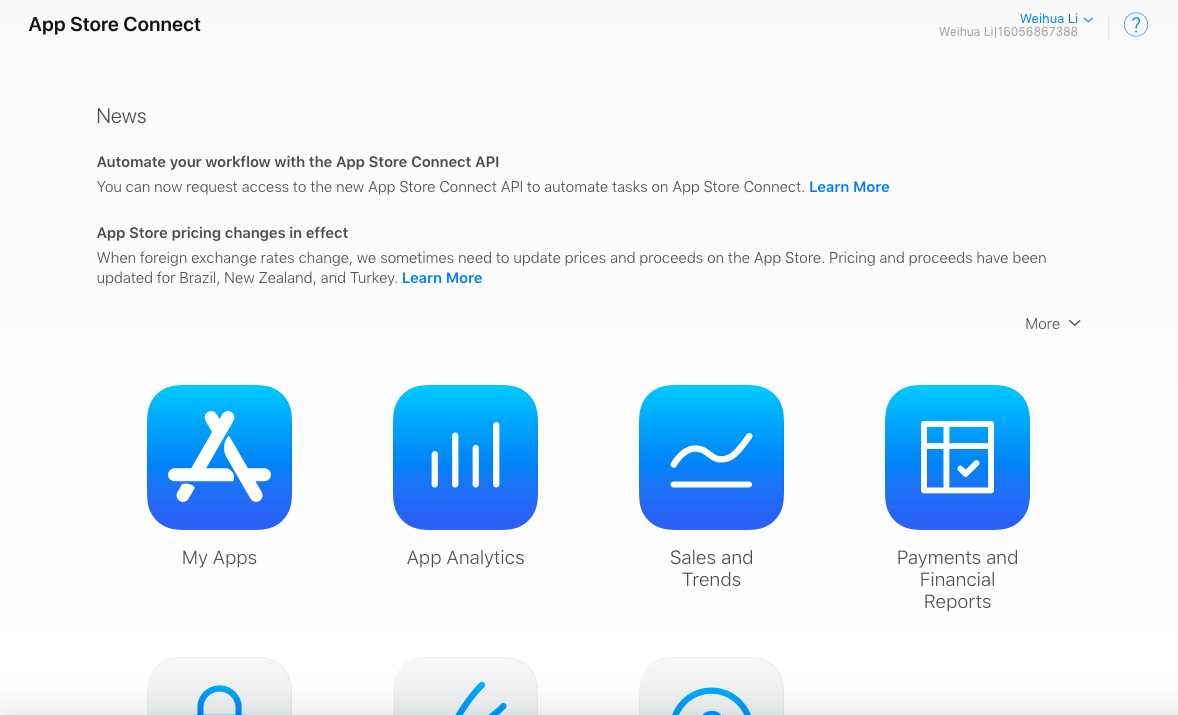 App Store Connect
Weihua Li
Weihua Li|16056867388
?
News
Automate your workflow with the App Store Connect API
You can now request access to the new App Store Connect API to automate tasks on App Store Connect. Learn More
App Store pricing changes in effect
When foreign exchange rates change, we sometimes need to update prices and proceeds on the App Store. Pricing and proceeds have been
updated for Brazil, New Zealand, and Turkey. Learn More
More
My Apps
App Analytics
Sales and
Trends
Payments and
Financial
Reports